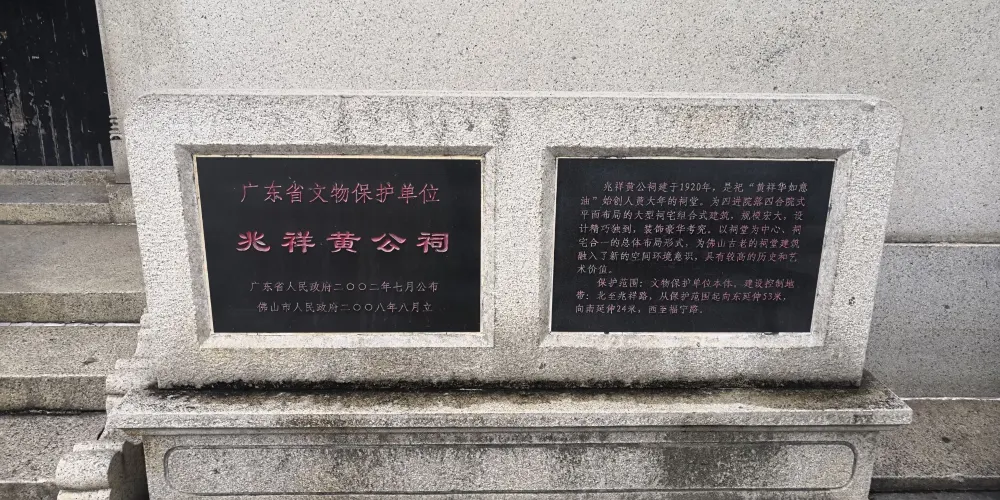 广东省文物保护单位
兆祥黄公祠
广东省人民政府二〇〇二年七月公布
佛山市人民政府二〇〇八年八月立
兆祥黄公祠建于1920年，是祀“黄祥华如意
油”始创人黄大年的祠堂。为四进院落四合院式
平面布局的大型祠宅组合式建筑，规模宏大，设
计精巧独到，装饰豪华考究。以祠堂为中心、祠
宅合一的总体布局形式，为佛山古老的祠堂建筑
融入了新的空间环境意识，具有较高的历史和艺
术价值。
保护范围：文物保护单位本体。建设控制地
带：北至兆祥路，从保护范围起向东延伸53米，
向南延伸24米，西至福宁路。